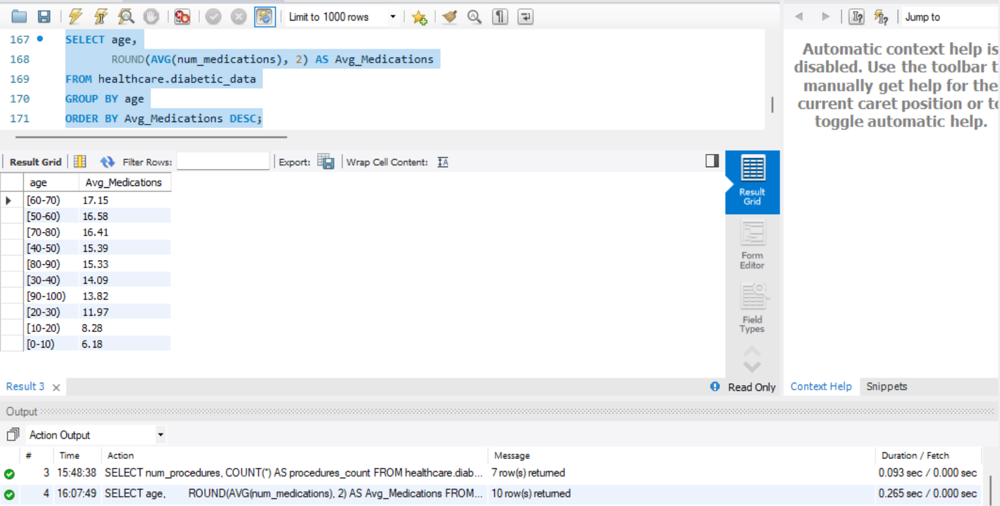 Limit to 1000 rows
Jump to
167 SELECT age,
168 ROUND(AVG(num_medications), 2) AS Avg_Medications
169 FROM healthcare.diabetic_data
170 GROUP BY age
171 ORDER BY Avg_Medications DESC;
Automatic context help is
disabled. Use the toolbar t
manually get help for the
current caret position or to
toggle automatic help.
Result Grid Filter Rows: Export: Wrap Cell Content:
age Avg_Medications
[60-70) 17.15
[50-60) 16.58
[70-80) 16.41
[40-50) 15.39
[80-90) 15.33
[30-40) 14.09
[90-100) 13.82
[20-30) 11.97
[10-20) 8.28
[0-10) 6.18
Result
Grid
Form
Editor
Field
Types
Result 3
Read Only
Context Help Snippets
Output
Action Output
# Time Action Message Duration / Fetch
3 15:48:38 SELECT num_procedures, COUNT(*) AS procedures_count FROM healthcare.diab... 7 row(s) returned 0.093 sec / 0.000 sec
4 16:07:49 SELECT age, ROUND(AVG(num_medications), 2) AS Avg_Medications FROM... 10 row(s) returned 0.265 sec / 0.000 sec